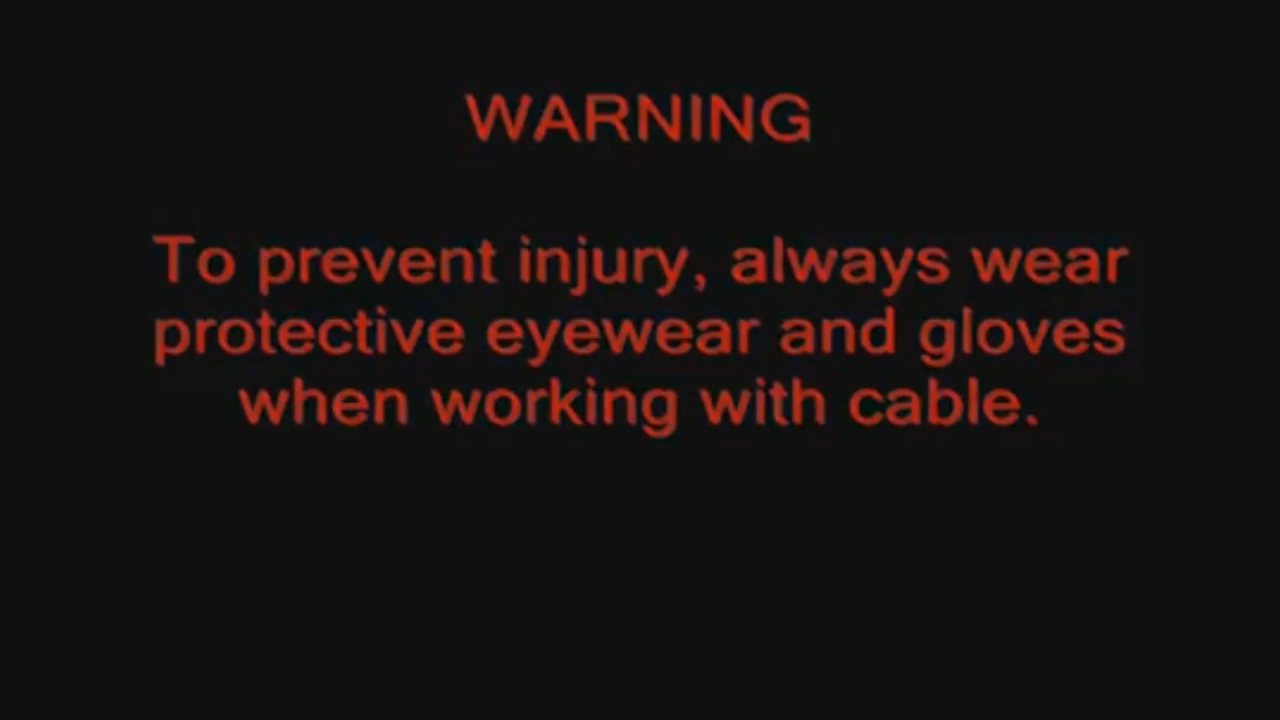 WARNING
To prevent injury, always wear
protective eyewear and gloves
when working with cable.